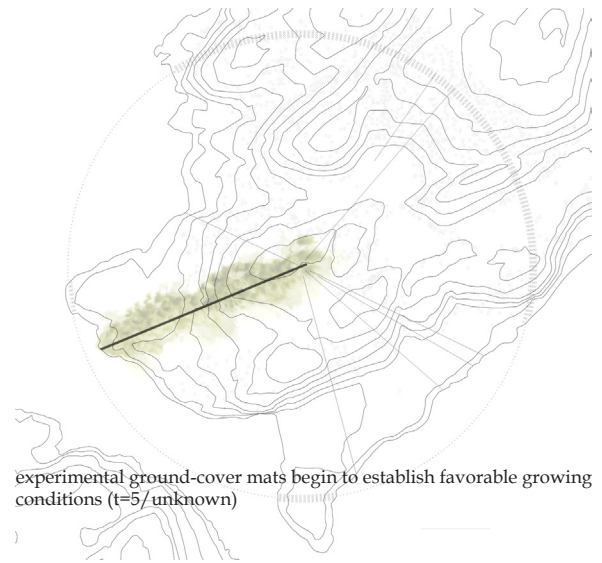 experimental ground-cover mats begin to establish favorable growing
conditions (t=5/unknown)